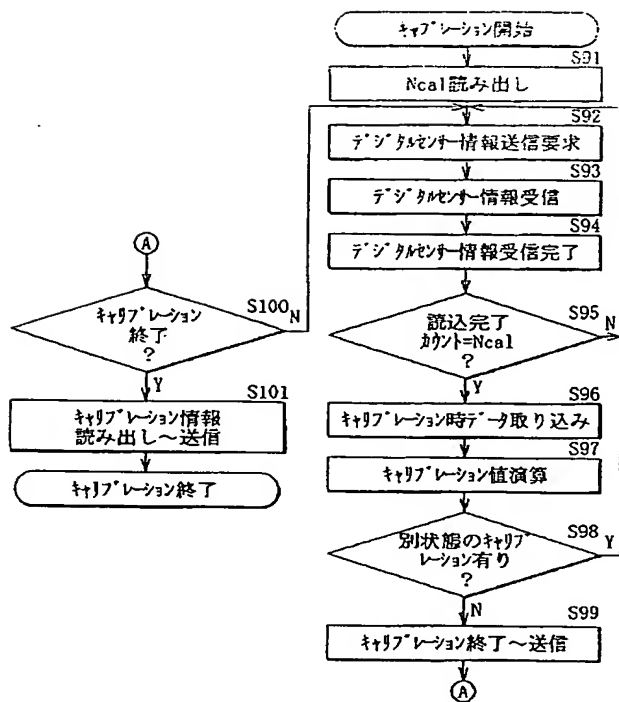 キャリブレーション開始
S91
Ncal読み出し
S92
デジタルセンサー情報送信要求
S93
デジタルセンサー情報受信
S94
デジタルセンサー情報受信完了
S95
読込完了
カウント=Ncal
?
N
Y
S96
キャリブレーション時データ取り込み
S97
キャリブレーション値演算
S98
別状態のキャリブ
レーション有り
?
Y
N
S99
キャリブレーション終了～送信
A
A
S100
キャリブレーション
終了
?
N
Y
S101
キャリブレーション情報
読み出し～送信
キャリブレーション終了